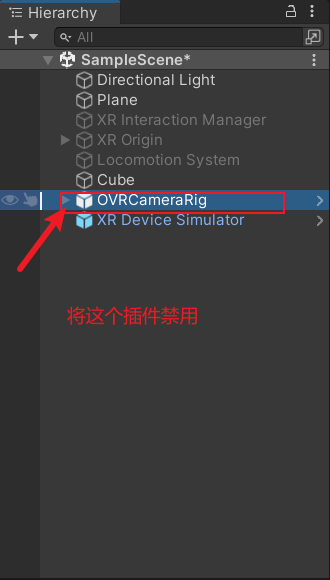 Hierarchy
All
SampleScene*
Directional Light
Plane
XR Interaction Manager
XR Origin
Locomotion System
Cube
OVRCameraRig
XR Device Simulator
将这个插件禁用